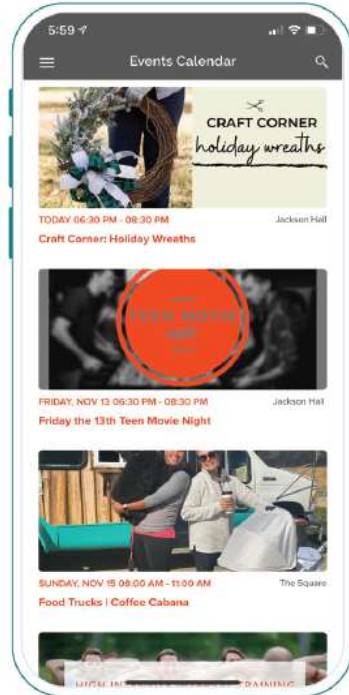 5:59
Events Calendar
CRAFT CORNER
holiday wreaths
TODAY 06:30 PM - 08:30 PM
Jackson Hall
Craft Corner: Holiday Wreaths
TEEN MOVIE
FRIDAY, NOV 13 06:30 PM - 08:30 PM
Jackson Hall
Friday the 13th Teen Movie Night
SUNDAY, NOV 15 08:00 AM - 11:00 AM
The Square
Food Trucks | Coffee Cabana